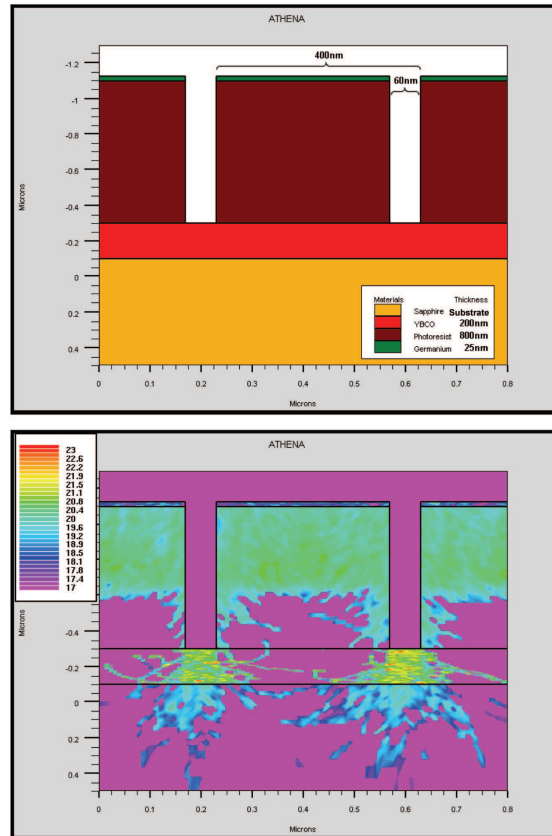 ATHENA
400nm
60nm
Microns
-1.2
-1
-0.8
-0.6
-0.4
-0.2
0
0.2
0.4
Materials Thickness
Sapphire Substrate
YBCO 200nm
Photoresist 800nm
Germanium 25nm
0 0.1 0.2 0.3 0.4 0.5 0.6 0.7 0.8
Microns
ATHENA
23
22.6
22.2
21.9
21.5
21.1
20.8
20.4
20
19.6
19.2
18.9
18.5
18.1
17.8
17.4
17
Microns
-0.4
-0.2
0
0.2
0.4
0 0.1 0.2 0.3 0.4 0.5 0.6 0.7 0.8
Microns